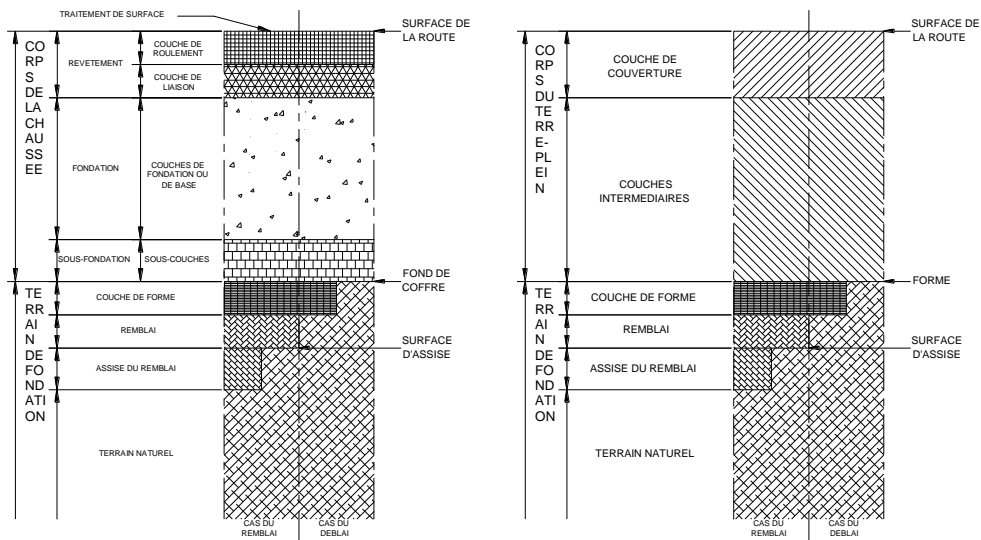 TRAITEMENT DE SURFACE
SURFACE DE
LA ROUTE
CO
RP
S
DE
LA
CH
AU
SS
EE
REVETEMENT
COUCHE DE
ROULEMENT
COUCHE DE
LIAISON
FONDATION
COUCHES DE
FONDATION OU
DE BASE
SOUS-FONDATION
SOUS-COUCHES
FOND DE
COFFRE
TE
RR
AI
N
DE
FO
ND
ATI
ON
COUCHE DE FORME
REMBLAI
SURFACE
D'ASSISE
ASSISE DU REMBLAI
TERRAIN NATUREL
CAS DU
REMBLAI
CAS DU
DEBLAI
SURFACE DE
LA ROUTE
CO
RP
S
DU
TE
RR
E-
PL
EI
N
COUCHE DE
COUVERTURE
COUCHES
INTERMEDIAIRES
FORME
TE
RR
AI
N
DE
FO
ND
ATI
ON
COUCHE DE FORME
REMBLAI
SURFACE
D'ASSISE
ASSISE DU REMBLAI
TERRAIN NATUREL
CAS DU
REMBLAI
CAS DU
DEBLAI